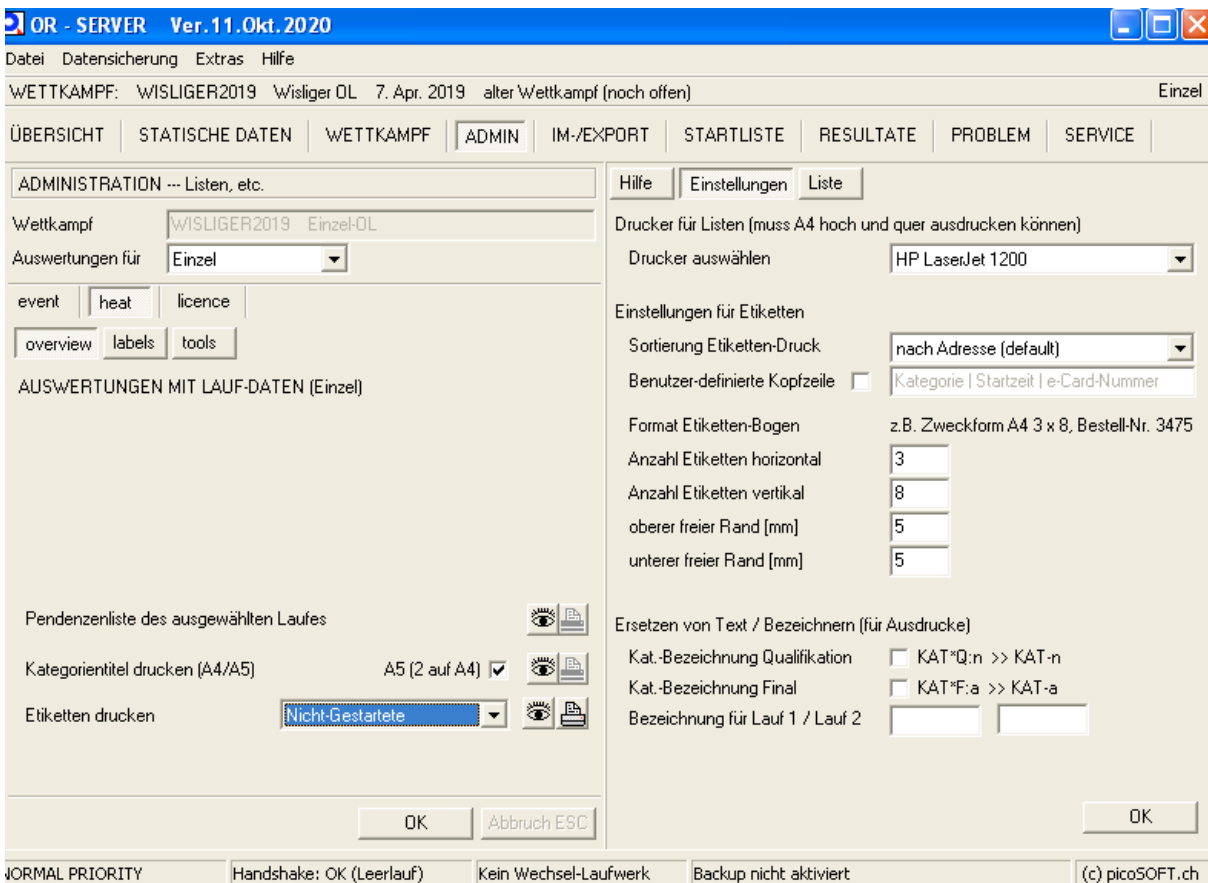 OR - SERVER   Ver.11.Okt.2020
Datei Datensicherung Extras Hilfe
WETTKAMPF: WISLIGER2019 Wisliger OL 7. Apr. 2019 alter Wettkampf (noch offen) Einzel
ÜBERSICHT STATISCHE DATEN WETTKAMPF ADMIN IM-/EXPORT STARTLISTE RESULTATE PROBLEM SERVICE
ADMINISTRATION --- Listen, etc.
Wettkampf WISLIGER2019 Einzel-OL
Auswertungen für Einzel
event heat licence
overview labels tools
AUSWERTUNGEN MIT LAUF-DATEN (Einzel)
Pendenzenliste des ausgewählten Laufes
Kategorientitel drucken (A4/A5) A5 (2 auf A4)
Etiketten drucken Nicht-Gestartete
OK Abbruch ESC
Hilfe Einstellungen Liste
Drucker für Listen (muss A4 hoch und quer ausdrucken können)
Drucker auswählen HP LaserJet 1200
Einstellungen für Etiketten
Sortierung Etiketten-Druck nach Adresse (default)
Benutzer-definierte Kopfzeile Kategorie | Startzeit | e-Card-Nummer
Format Etiketten-Bogen z.B. Zweckform A4 3 x 8, Bestell-Nr. 3475
Anzahl Etiketten horizontal 3
Anzahl Etiketten vertikal 8
oberer freier Rand [mm] 5
unterer freier Rand [mm] 5
Ersetzen von Text / Bezeichnern (für Ausdrucke)
Kat.-Bezeichnung Qualifikation KAT*Q:n >> KAT-n
Kat.-Bezeichnung Final KAT*F:a >> KAT-a
Bezeichnung für Lauf 1 / Lauf 2
OK
NORMAL PRIORITY Handshake: OK (Leerlauf) Kein Wechsel-Laufwerk Backup nicht aktiviert (c) picoSOFT.ch